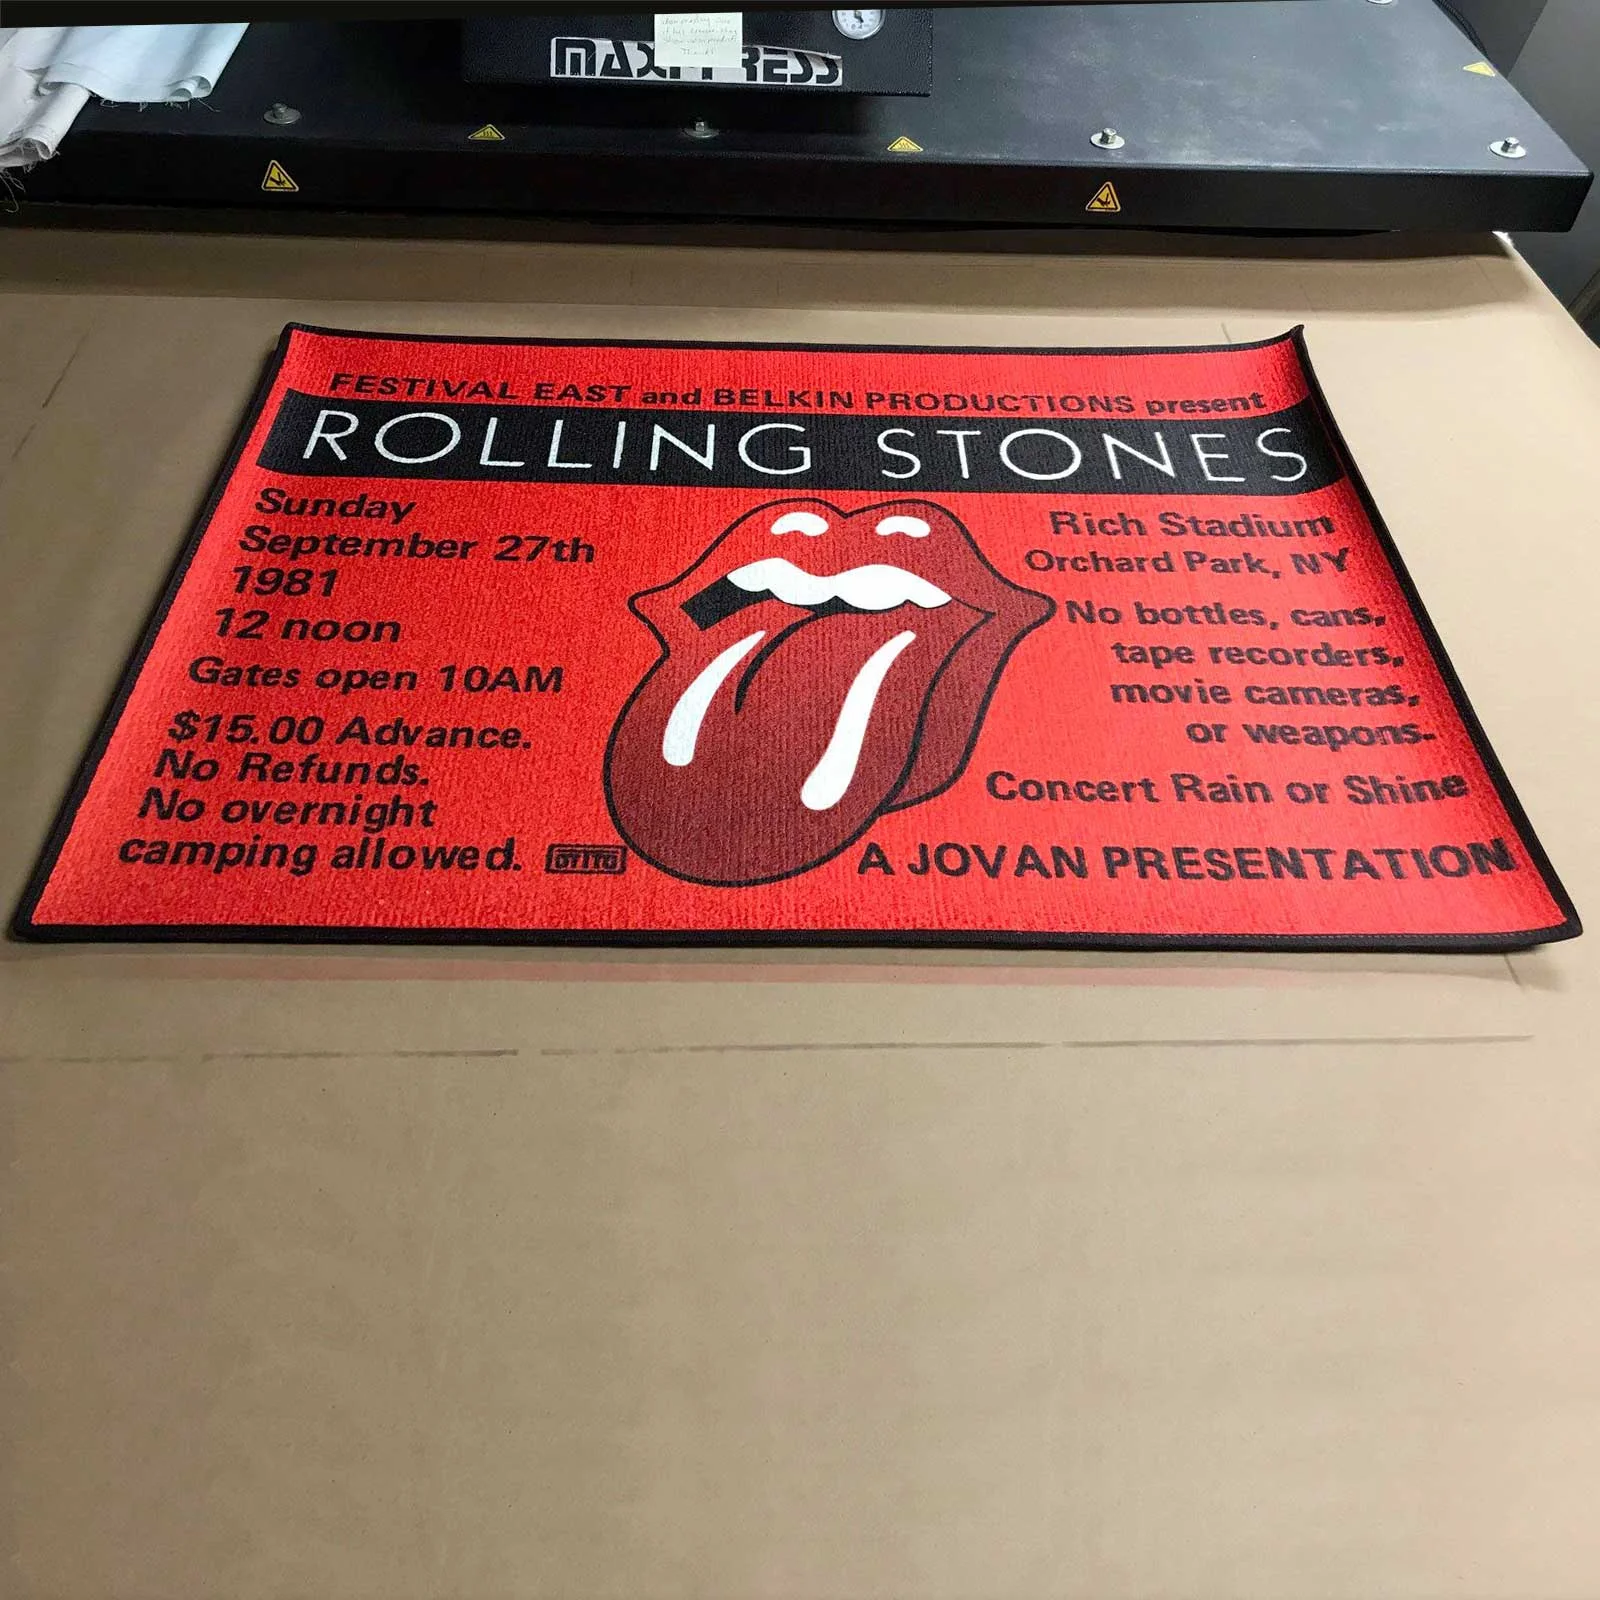 MAXI PRESS
FESTIVAL EAST and BELKIN PRODUCTIONS present
ROLLING STONES
Sunday
September 27th
1981
12 noon
Gates open 10AM
$15.00 Advance.
No Refunds.
No overnight
camping allowed.
Rich Stadium
Orchard Park, NY
No bottles, cans,
tape recorders,
movie cameras,
or weapons.
Concert Rain or Shine
A JOVAN PRESENTATION